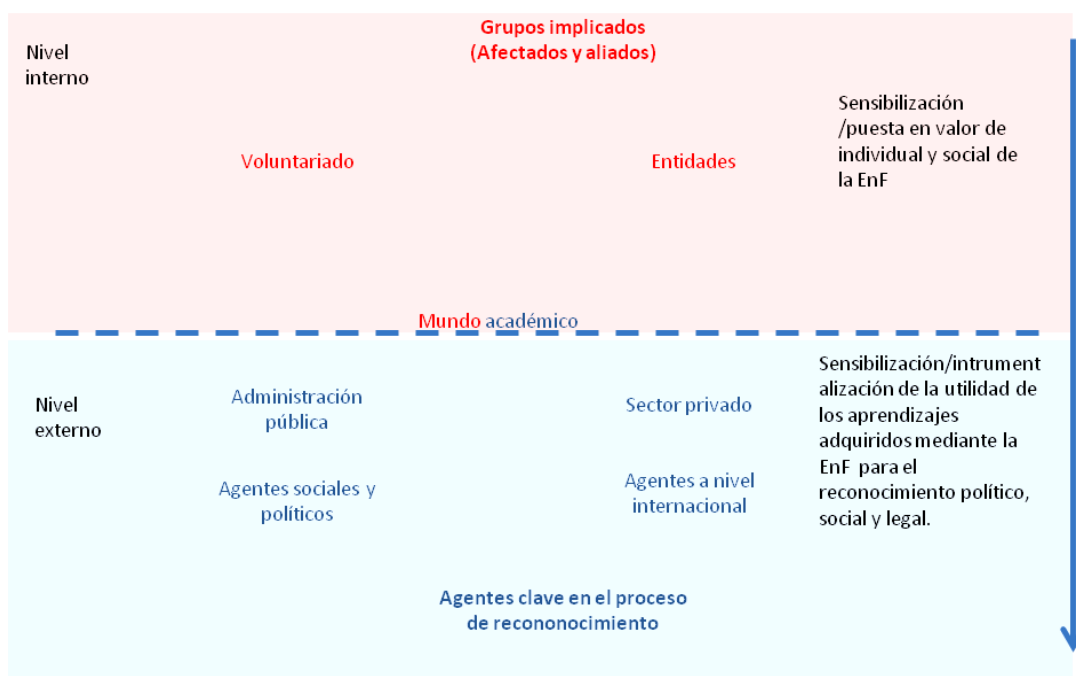 Grupos implicados
(Afectados y aliados)
Nivel
interno
Sensibilización
/puesta en valor de
individual y social de
la EnF
Voluntariado
Entidades
Mundo académico
Nivel
externo
Administración
pública
Sector privado
Sensibilización/intrument
alización de la utilidad de
los aprendizajes
adquiridos mediante la
EnF para el
reconocimiento político,
social y legal.
Agentes sociales y
políticos
Agentes a nivel
internacional
Agentes clave en el proceso
de recononocimiento